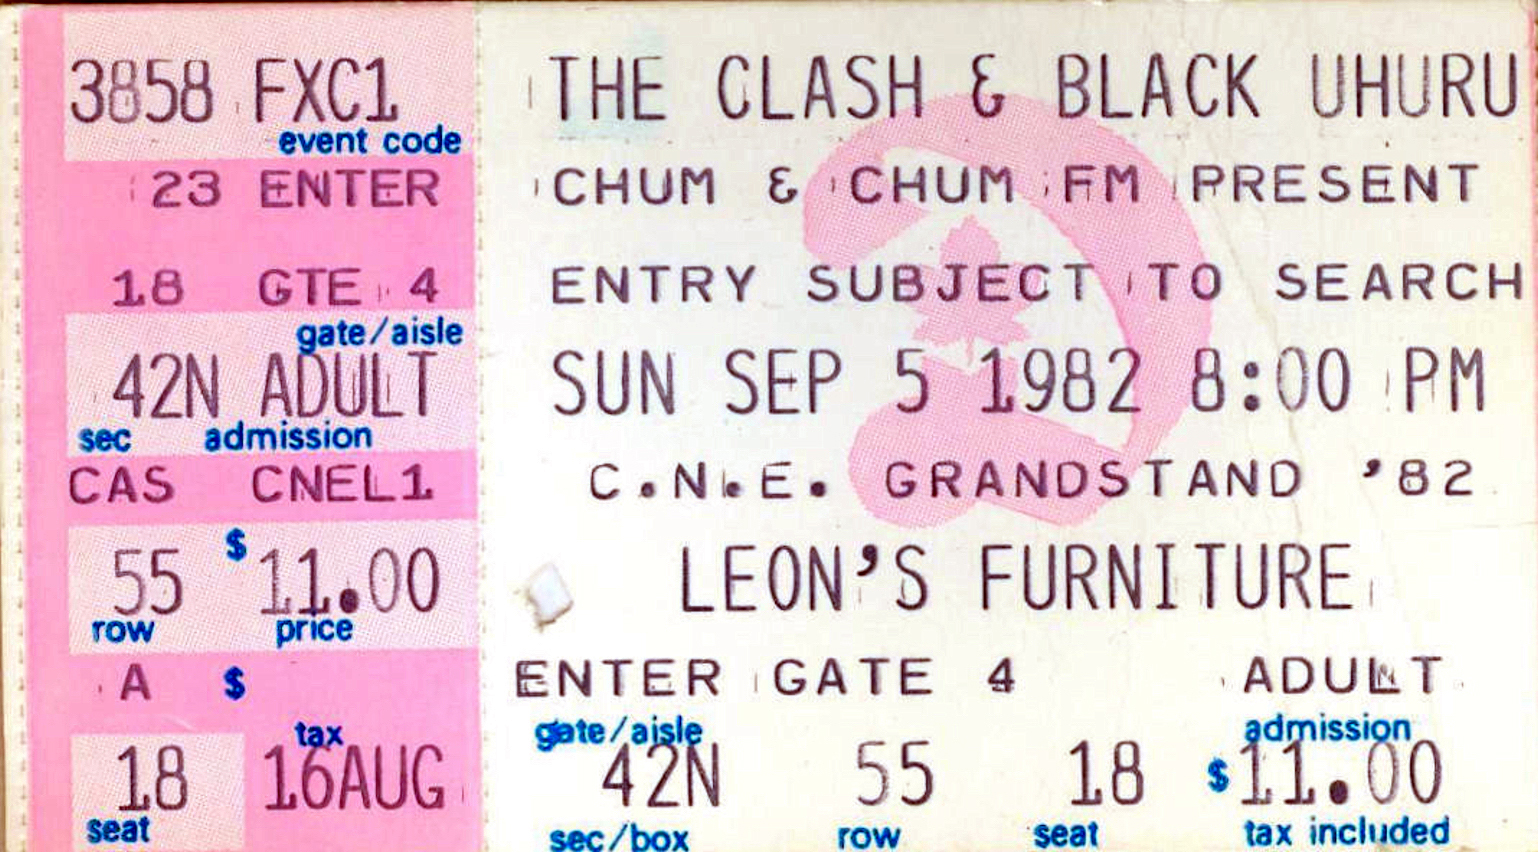 3858 FXC1
event code
23 ENTER
18 GTE 4
gate/aisle
42N ADULT
sec admission
CAS CNEL1
55 $11.00
row price
A $
tax
18 16AUG
seat
THE CLASH & BLACK UHURU
CHUM & CHUM FM PRESENT
ENTRY SUBJECT TO SEARCH
SUN SEP 5 1982 8:00 PM
C.N.E. GRANDSTAND '82
LEON'S FURNITURE
ENTER GATE 4 ADULT
gate/aisle admission
42N 55 18 $11.00
sec/box row seat tax included